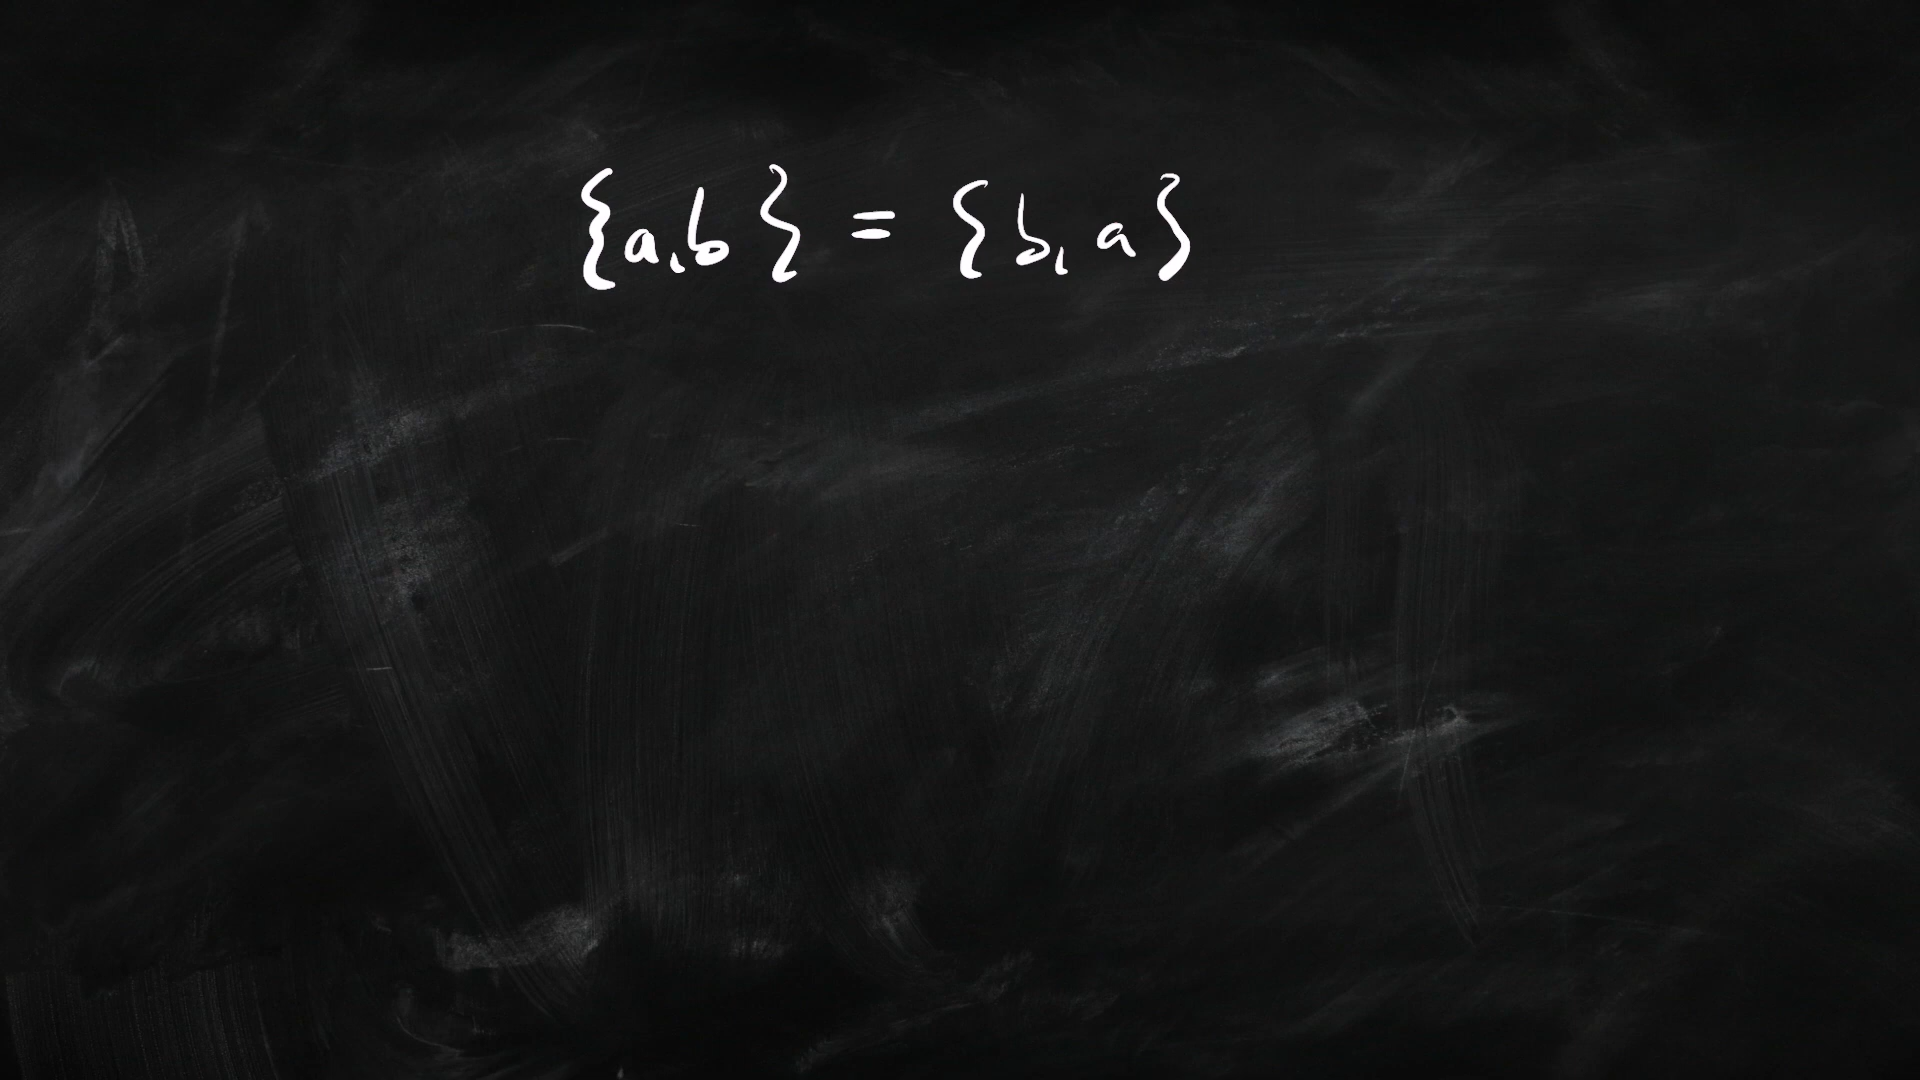 {a,b} = {b, a}